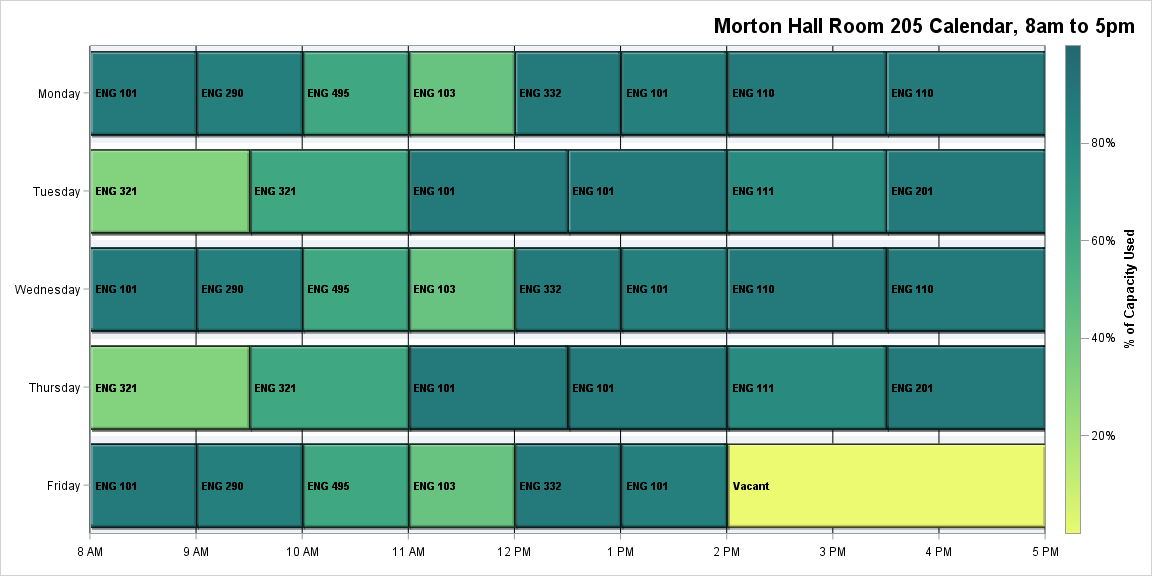 Morton Hall Room 205 Calendar, 8am to 5pm
Monday ENG 101 ENG 290 ENG 495 ENG 103 ENG 332 ENG 101 ENG 110 ENG 110
Tuesday ENG 321 ENG 321 ENG 101 ENG 101 ENG 111 ENG 201
Wednesday ENG 101 ENG 290 ENG 495 ENG 103 ENG 332 ENG 101 ENG 110 ENG 110
Thursday ENG 321 ENG 321 ENG 101 ENG 101 ENG 111 ENG 201
Friday ENG 101 ENG 290 ENG 495 ENG 103 ENG 332 ENG 101 Vacant
8 AM 9 AM 10 AM 11 AM 12 PM 1 PM 2 PM 3 PM 4 PM 5 PM
80%
60%
40%
20%
% of Capacity Used